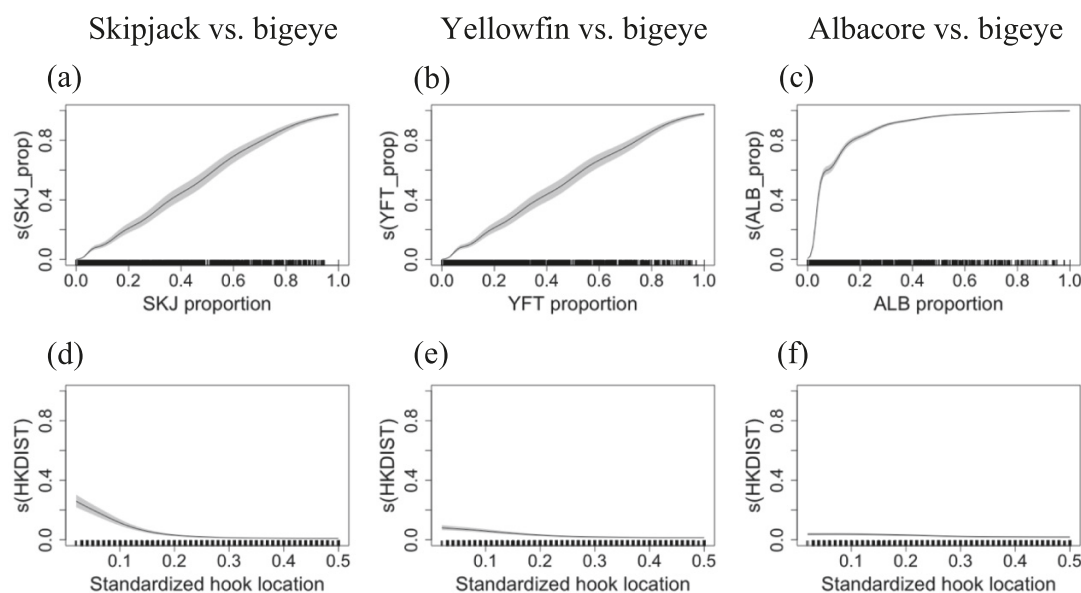 Skipjack vs. bigeye Yellowfin vs. bigeye Albacore vs. bigeye
(a) (b) (c)
s(SKJ_prop)
0.0 0.4 0.8
0.0 0.2 0.4 0.6 0.8 1.0
SKJ proportion
s(YFT_prop)
0.0 0.4 0.8
0.0 0.2 0.4 0.6 0.8 1.0
YFT proportion
s(ALB_prop)
0.0 0.4 0.8
0.0 0.2 0.4 0.6 0.8 1.0
ALB proportion
(d) (e) (f)
s(HKDIST)
0.0 0.4 0.8
0.1 0.2 0.3 0.4 0.5
Standardized hook location
s(HKDIST)
0.0 0.4 0.8
0.1 0.2 0.3 0.4 0.5
Standardized hook location
s(HKDIST)
0.0 0.4 0.8
0.1 0.2 0.3 0.4 0.5
Standardized hook location